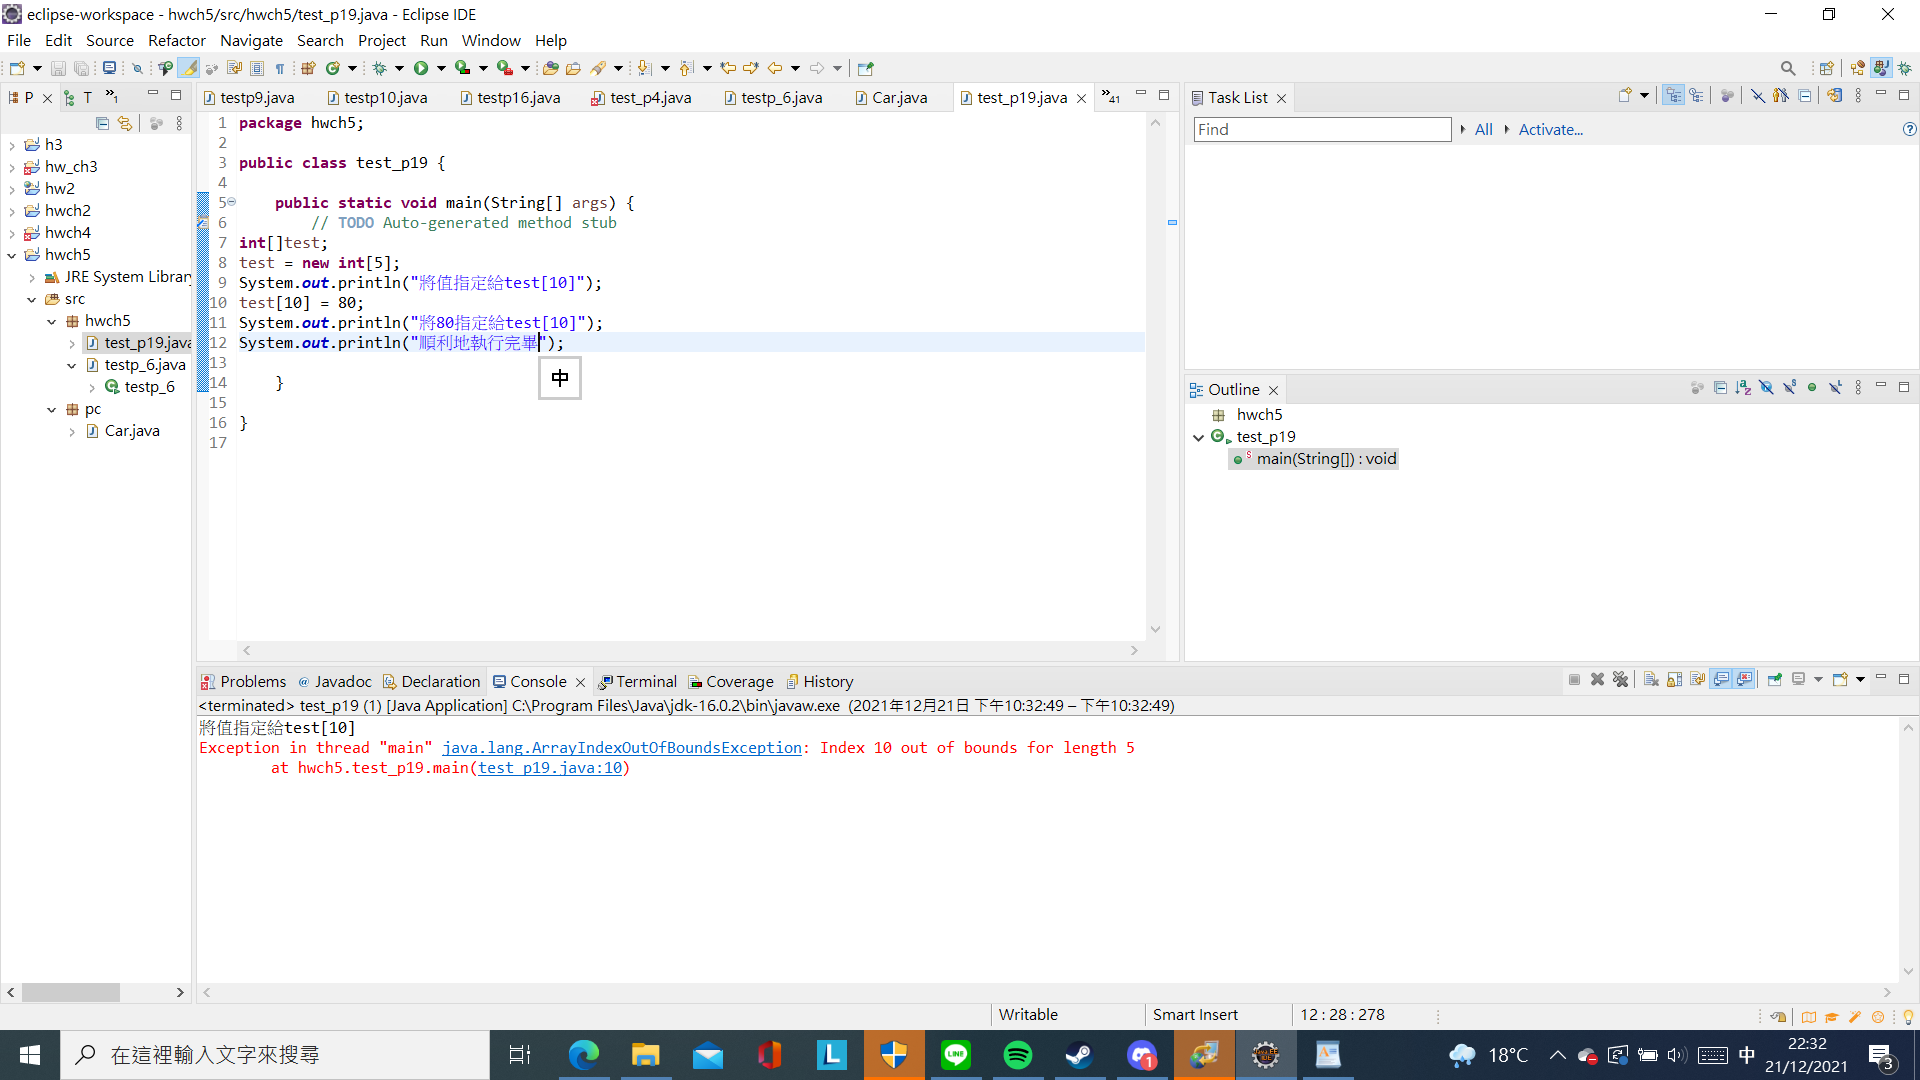 eclipse-workspace - hwch5/src/hwch5/test_p19.java - Eclipse IDE
File Edit Source Refactor Navigate Search Project Run Window Help
P T »1
testp9.java testp10.java testp16.java test_p4.java testp_6.java Car.java test_p19.java »41
h3
hw_ch3
hw2
hwch2
hwch4
hwch5
JRE System Library
src
hwch5
test_p19.java
testp_6.java
testp_6
pc
Car.java
1 package hwch5;
2
3 public class test_p19 {
4
5 public static void main(String[] args) {
6 // TODO Auto-generated method stub
7 int[]test;
8 test = new int[5];
9 System.out.println("將值指定給test[10]");
10 test[10] = 80;
11 System.out.println("將80指定給test[10]");
12 System.out.println("順利地執行完畢");
中
13
14 }
15
16 }
17
Task List
Find All Activate...
Outline
hwch5
test_p19
main(String[]) : void
Problems Javadoc Declaration Console Terminal Coverage History
<terminated> test_p19 (1) [Java Application] C:\Program Files\Java\jdk-16.0.2\bin\javaw.exe (2021年12月21日 下午10:32:49 – 下午10:32:49)
將值指定給test[10]
Exception in thread "main" java.lang.ArrayIndexOutOfBoundsException: Index 10 out of bounds for length 5
at hwch5.test_p19.main(test_p19.java:10)
Writable Smart Insert 12 : 28 : 278
在這裡輸入文字來搜尋
18°C 中 22:32
21/12/2021 3